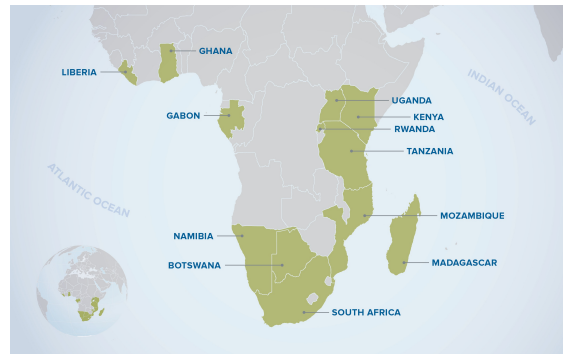 GHANA
LIBERIA
INDIAN OCEAN
UGANDA
GABON
KENYA
RWANDA
TANZANIA
ATLANTIC OCEAN
MOZAMBIQUE
NAMIBIA
MADAGASCAR
BOTSWANA
SOUTH AFRICA